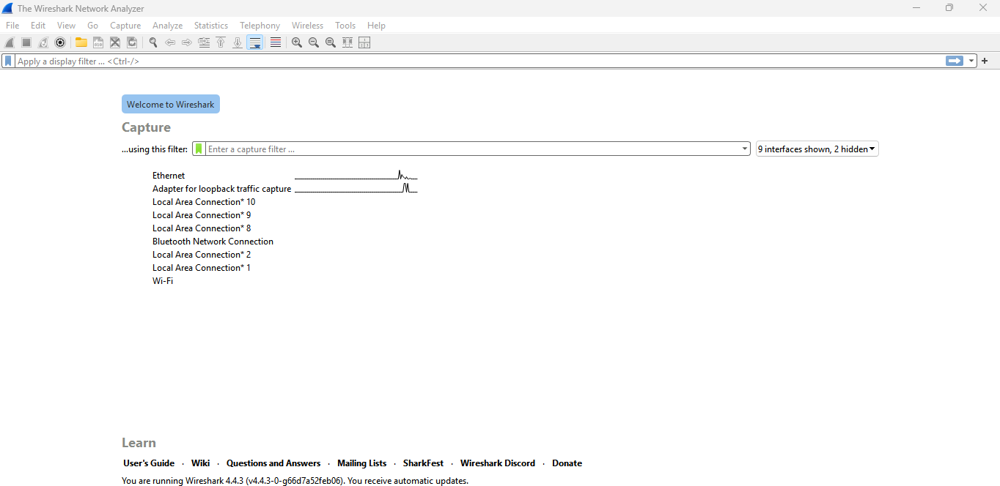 The Wireshark Network Analyzer
File Edit View Go Capture Analyze Statistics Telephony Wireless Tools Help
Apply a display filter ... <Ctrl-/>
Welcome to Wireshark
Capture
...using this filter: Enter a capture filter ... 9 interfaces shown, 2 hidden
Ethernet
Adapter for loopback traffic capture
Local Area Connection* 10
Local Area Connection* 9
Local Area Connection* 8
Bluetooth Network Connection
Local Area Connection* 2
Local Area Connection* 1
Wi-Fi
Learn
User's Guide · Wiki · Questions and Answers · Mailing Lists · SharkFest · Wireshark Discord · Donate
You are running Wireshark 4.4.3 (v4.4.3-0-g66d7a52feb06). You receive automatic updates.